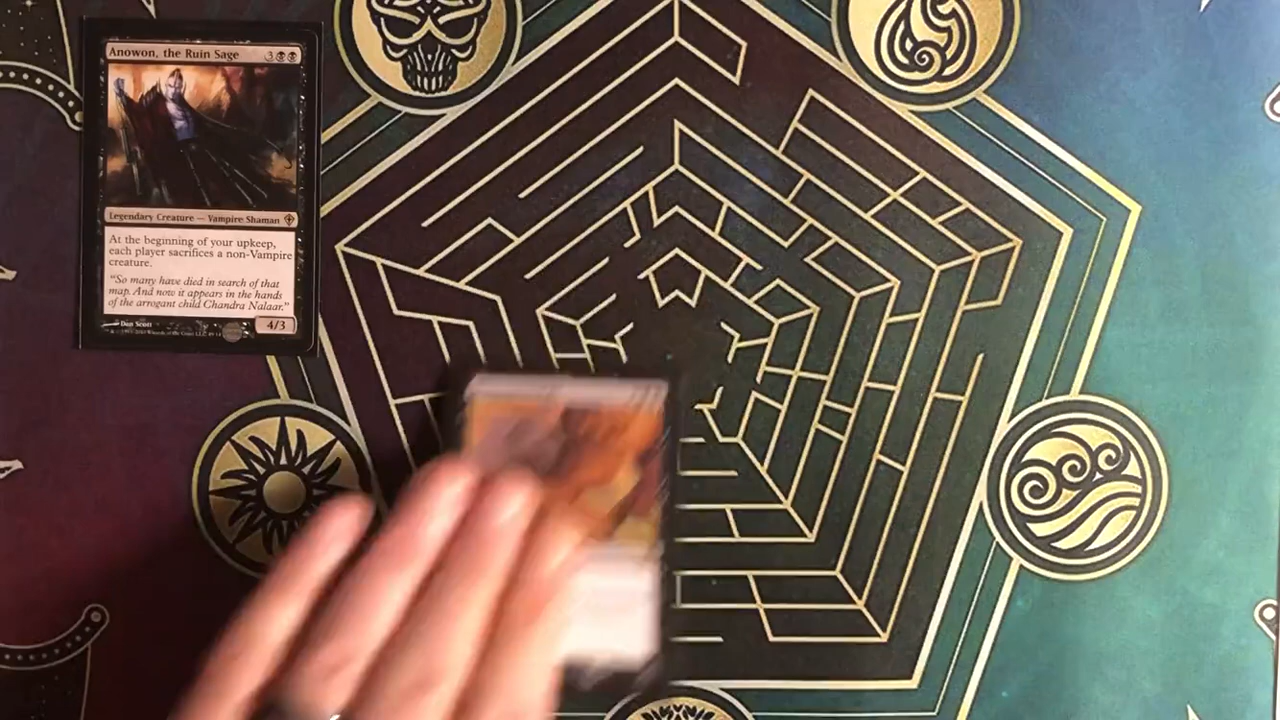 Anowon, the Ruin Sage 3
Legendary Creature — Vampire Shaman
At the beginning of your upkeep,
each player sacrifices a non-Vampire
creature.
"So many have died in search of that
map. And now it appears in the hands
of the arrogant child Chandra Nalaar."
Dan Scott
4/3